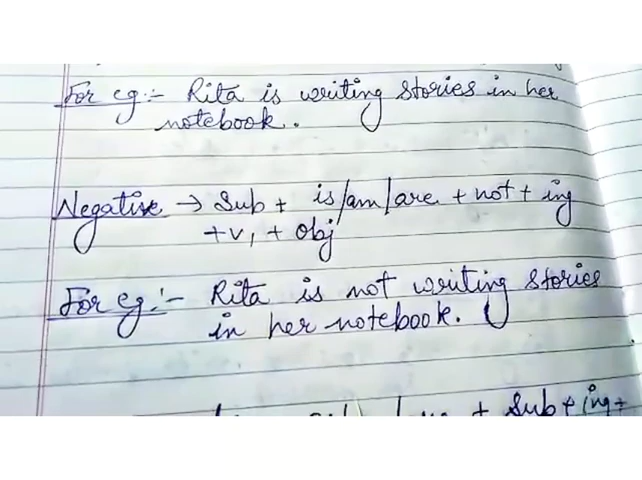 For eg:- Rita is writing stories in her
notebook.
Negative → Sub + is/am/are + not + ing
+ v₁ + obj
For eg:- Rita is not writing stories
in her notebook.
+ Sub + ing +